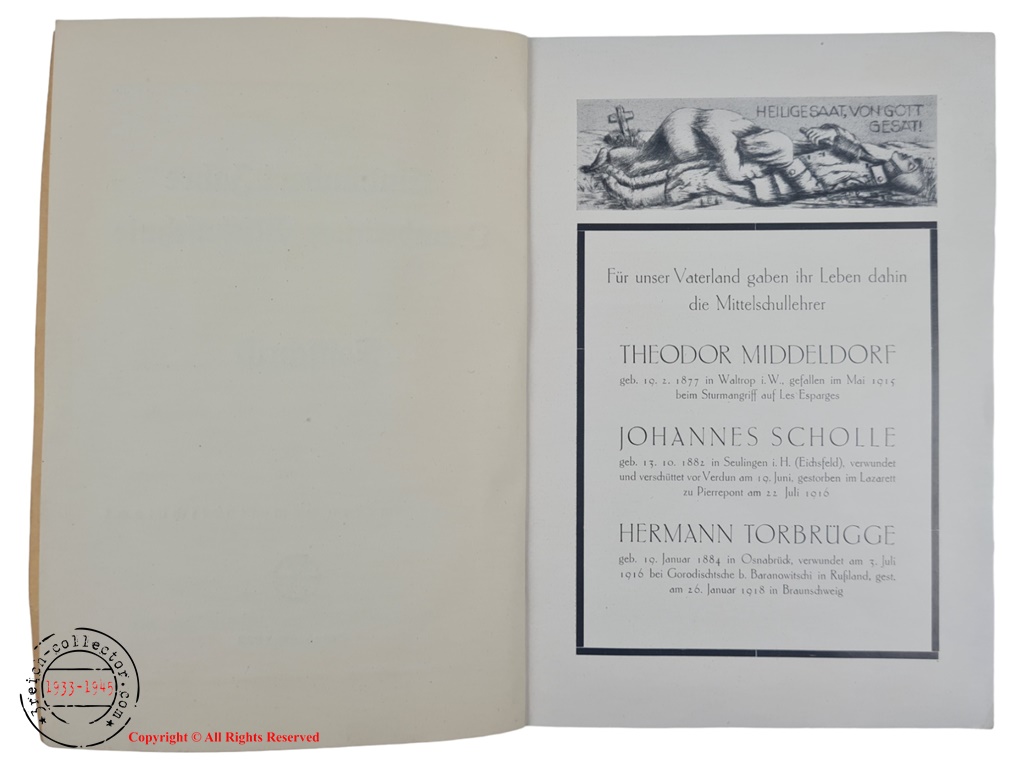 HEILIGE SAAT, VON GOTT
GESÄT!
Für unser Vaterland gaben ihr Leben dahin
die Mittelschullehrer
THEODOR MIDDELDORF
geb. 19. 2. 1877 in Waltrop i. W., gefallen im Mai 1915
beim Sturmangriff auf Les Esparges
JOHANNES SCHOLLE
geb. 13. 10. 1882 in Seulingen i. H. (Eichsfeld), verwundet
und verschüttet vor Verdun am 19. Juni, gestorben im Lazarett
zu Pierrepont am 22 Juli 1916
HERMANN TORBRÜGGE
geb. 19. Januar 1884 in Osnabrück, verwundet am 3. Juli
1916 bei Gorodischtsche b. Baranowitschi in Rußland, gest.
am 26. Januar 1918 in Braunschweig
3reich-collector.com
1933-1945
Copyright © All Rights Reserved